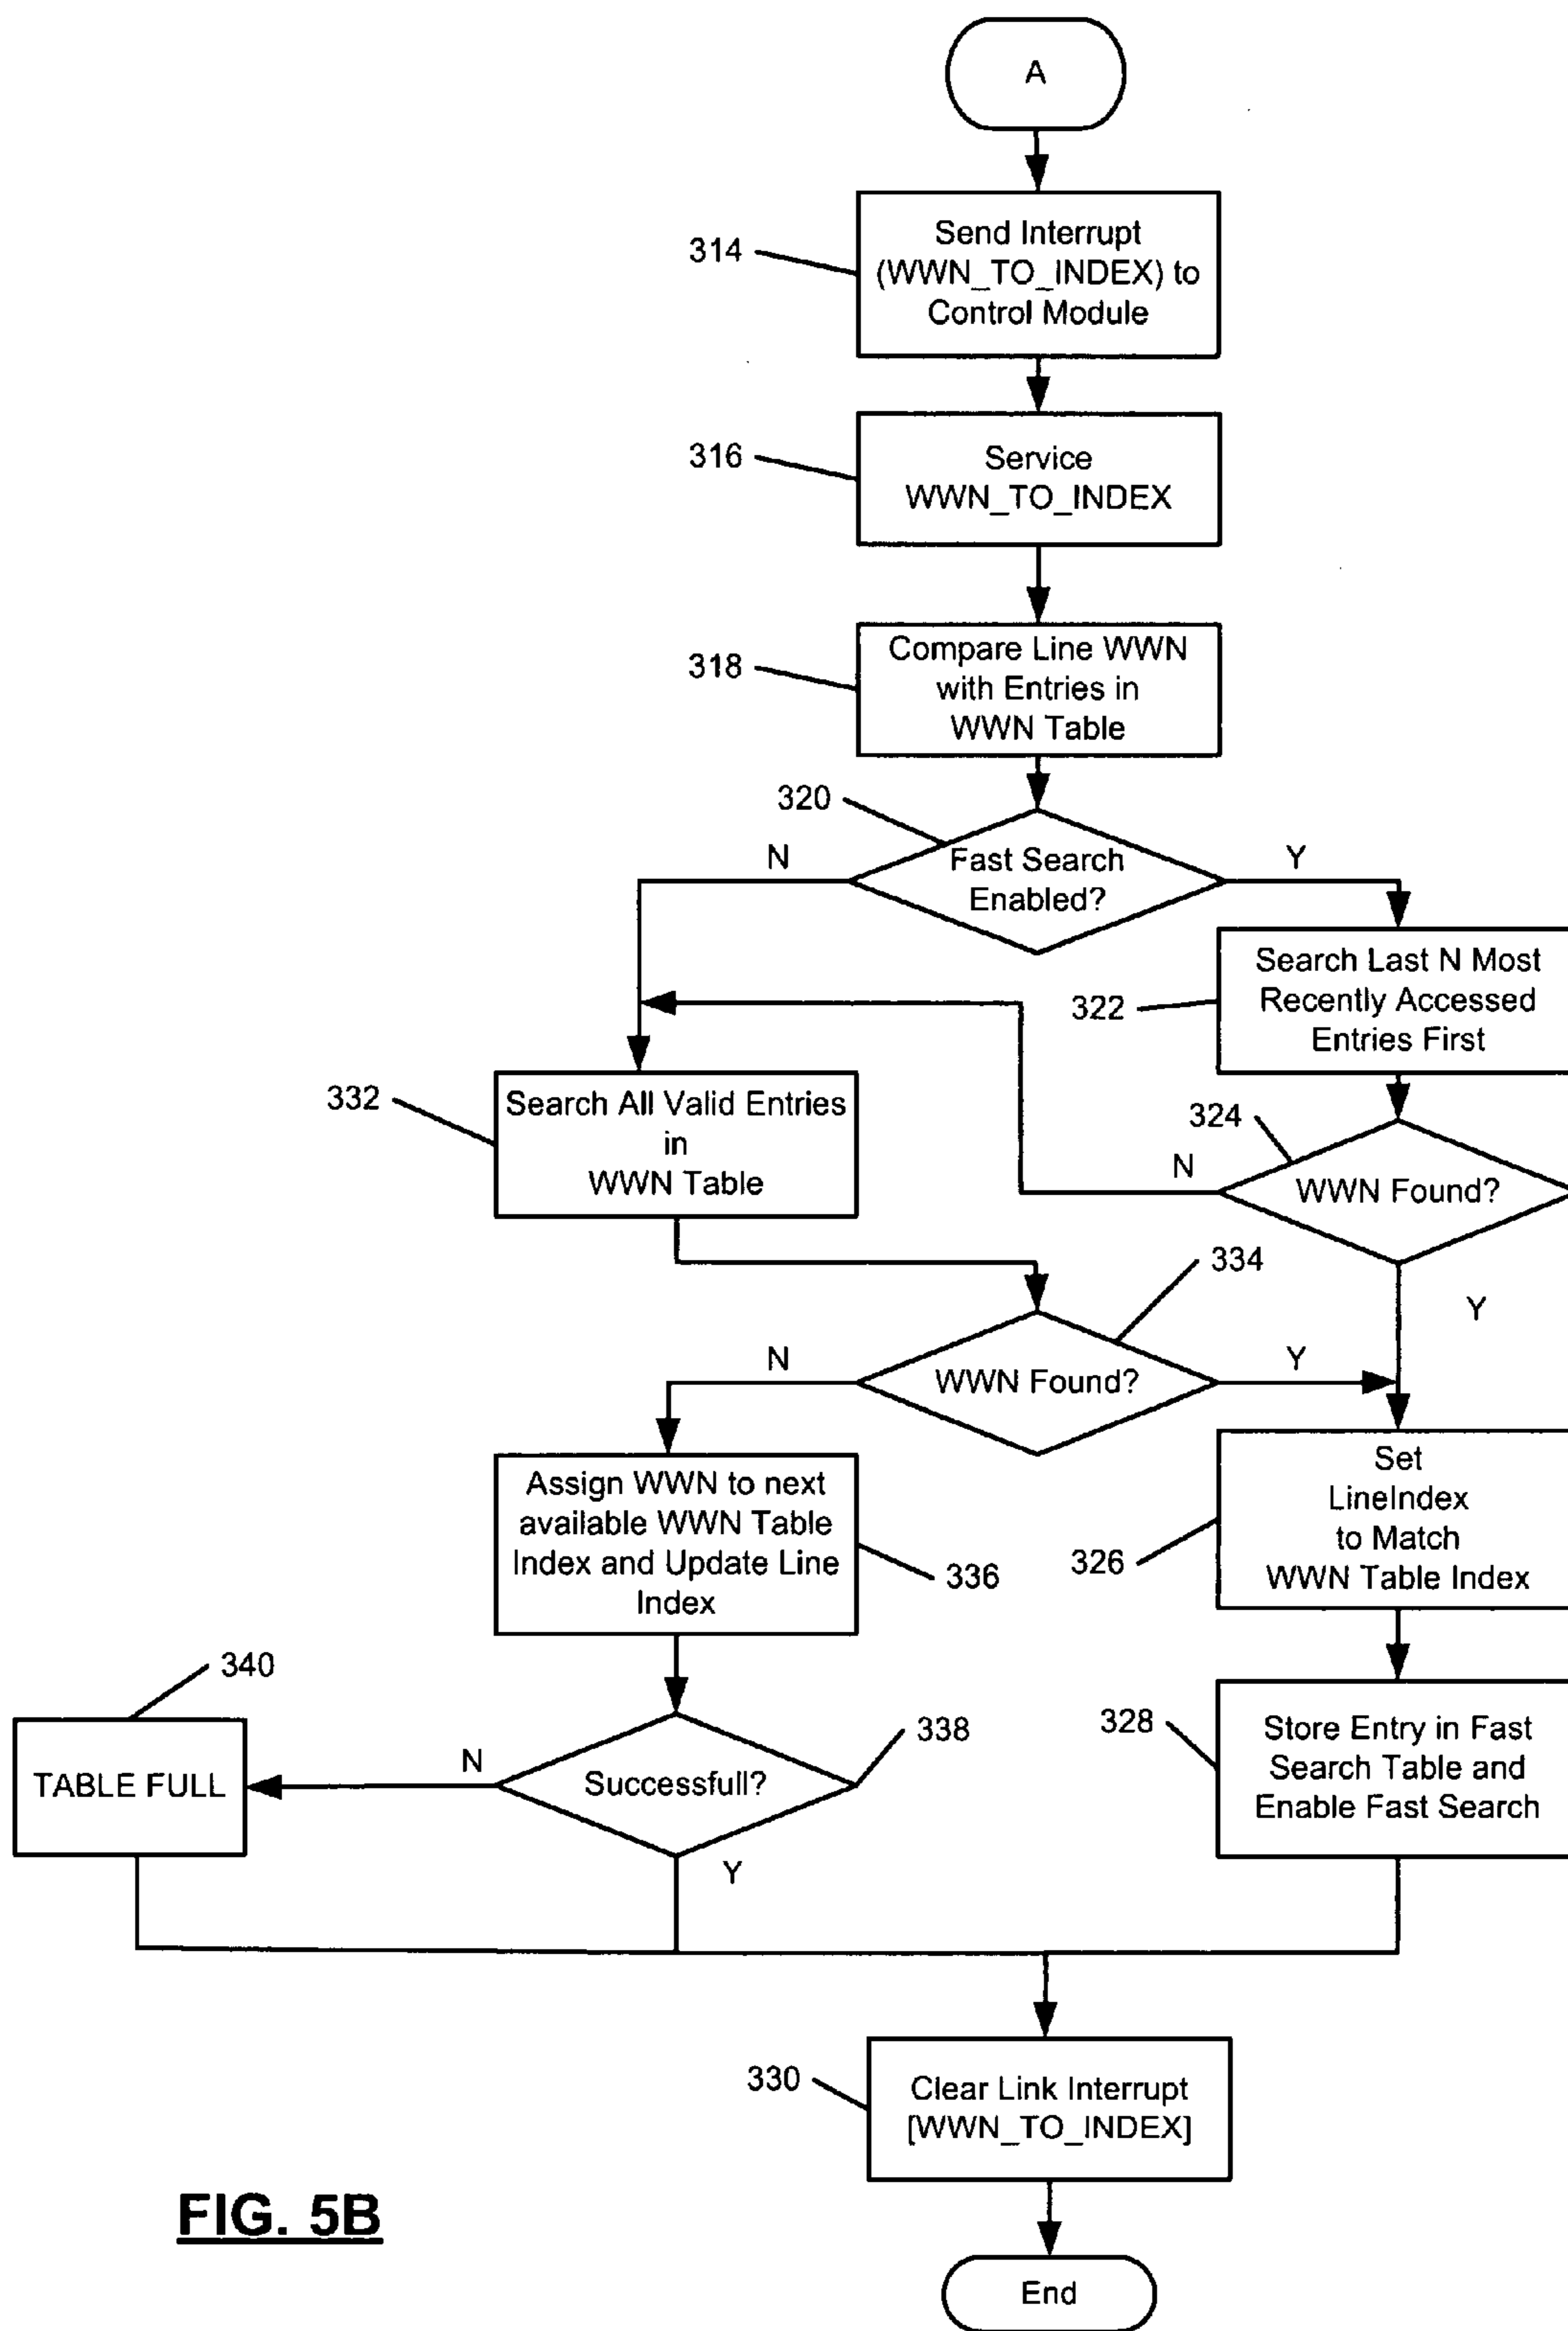 A
314
Send Interrupt
(WWN_TO_INDEX) to
Control Module
316
Service
WWN_TO_INDEX
318
Compare Line WWN
with Entries in
WWN Table
320
Fast Search
Enabled?
N
Y
322
Search Last N Most
Recently Accessed
Entries First
332
Search All Valid Entries
in
WWN Table
324
WWN Found?
N
Y
334
WWN Found?
N
Y
336
Assign WWN to next
available WWN Table
Index and Update Line
Index
326
Set
LineIndex
to Match
WWN Table Index
340
TABLE FULL
338
Successfull?
N
Y
328
Store Entry in Fast
Search Table and
Enable Fast Search
330
Clear Link Interrupt
[WWN_TO_INDEX]
End
FIG. 5B